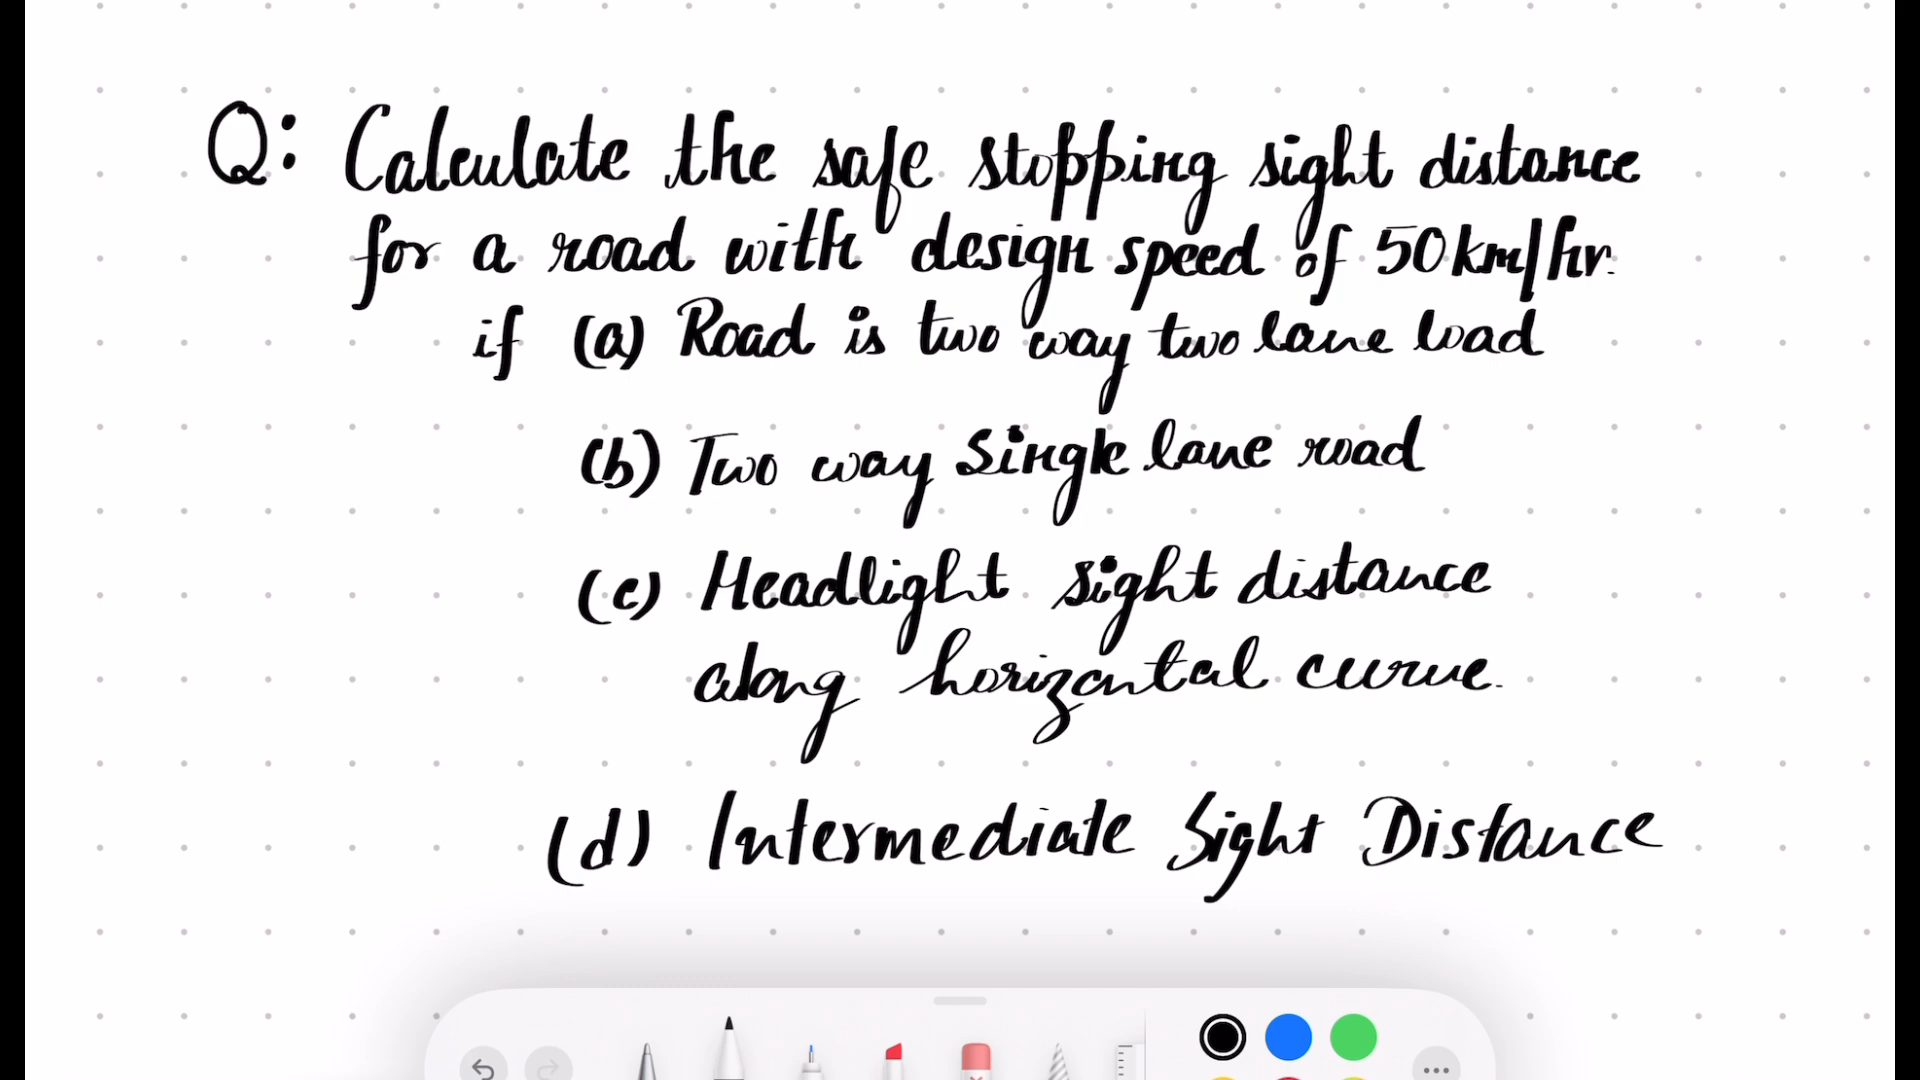 Q: Calculate the safe stopping sight distance
for a road with design speed of 50km/hr.
if (a) Road is two way two lane load
(b) Two way single lane road
(c) Headlight sight distance
along horizontal curve.
(d) Intermediate Sight Distance